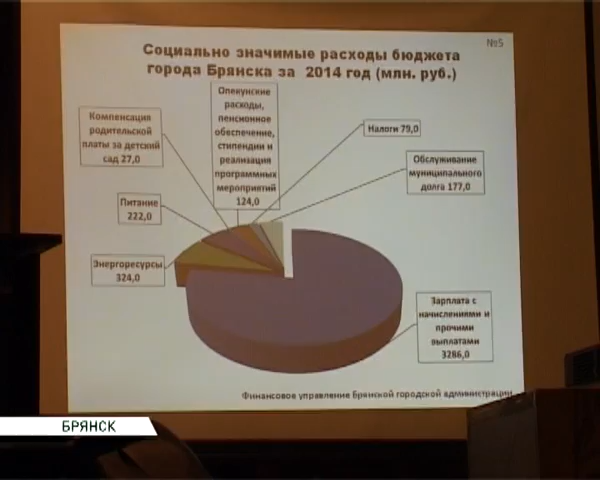 №5
Социально значимые расходы бюджета
города Брянска за 2014 год (млн. руб.)
Компенсация
родительской
платы за детский
сад 27,0
Опекунские
расходы,
пенсионное
обеспечение,
стипендии и
реализация
программных
мероприятий
124,0
Налоги 79,0
Обслуживание
муниципального
долга 177,0
Питание
222,0
Энергоресурсы
324,0
Зарплата с
начислениями и
прочими
выплатами
3286,0
Финансовое управление Брянской городской администрации
БРЯНСК